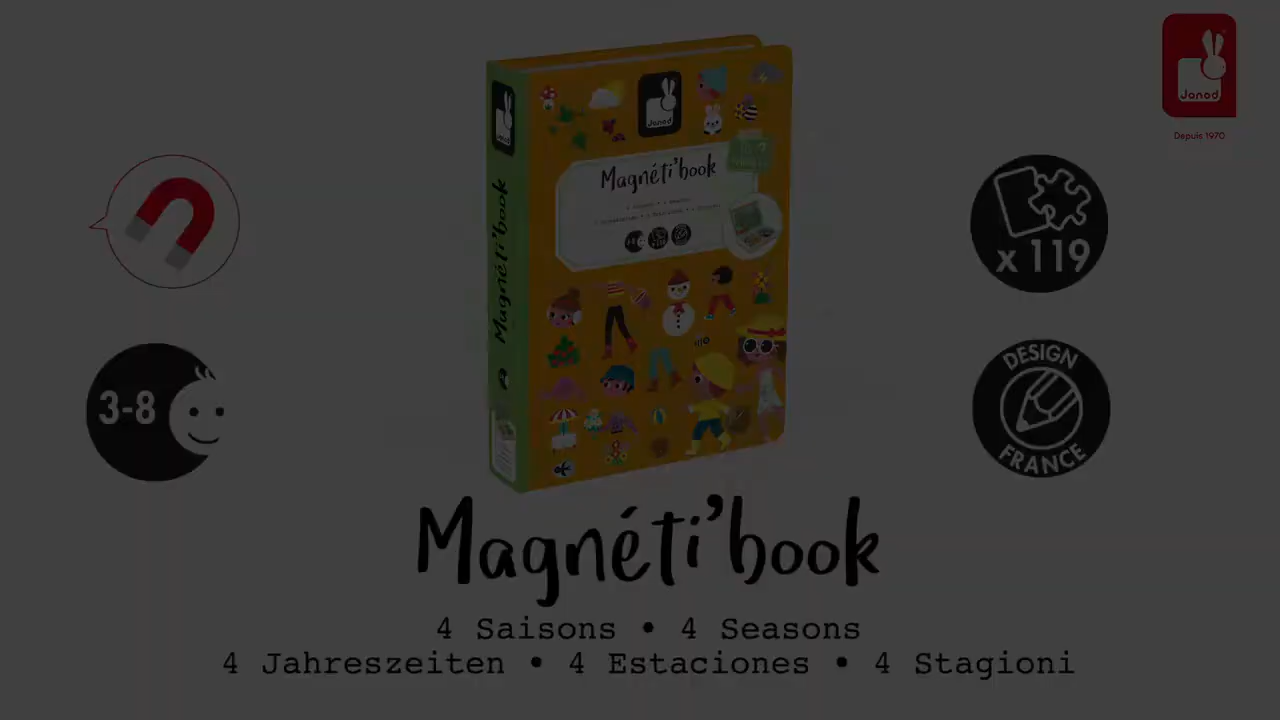 Janod
Depuis 1970
Janod
Magnéti'book
Magnéti'book
x 119
3-8
DESIGN
FRANCE
Magnéti'book
4 Saisons • 4 Seasons
4 Jahreszeiten • 4 Estaciones • 4 Stagioni